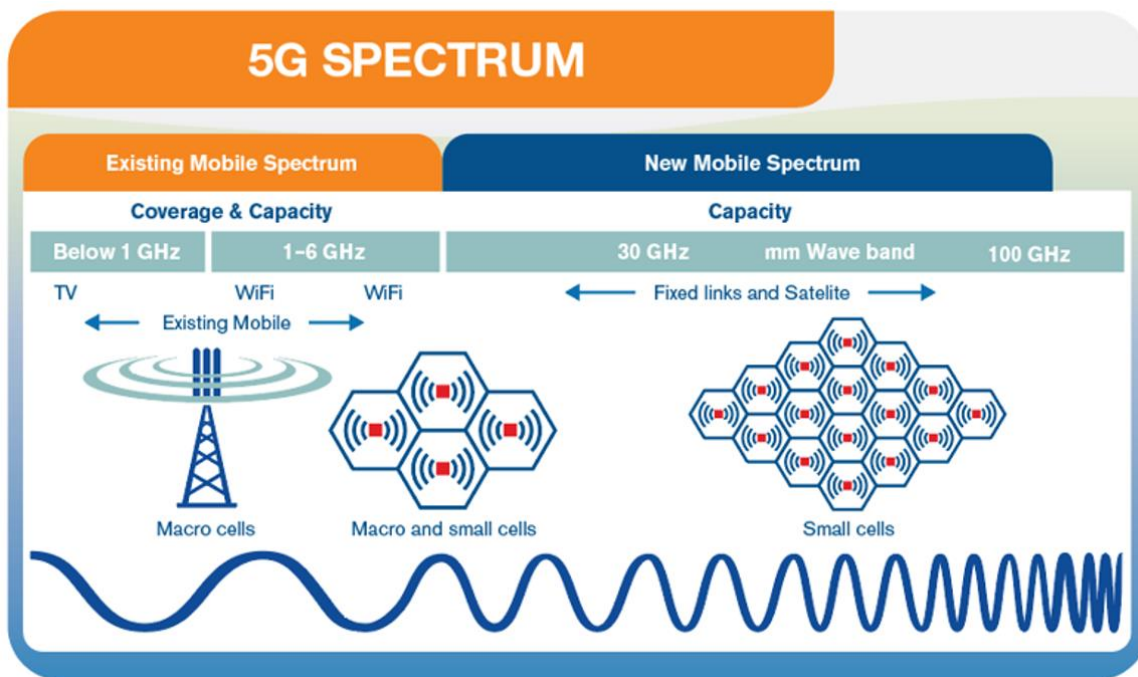 5G SPECTRUM
Existing Mobile Spectrum
New Mobile Spectrum
Coverage & Capacity
Capacity
Below 1 GHz
1–6 GHz
30 GHz
mm Wave band
100 GHz
TV
WiFi
WiFi
Fixed links and Satelite
Existing Mobile
Macro cells
Macro and small cells
Small cells